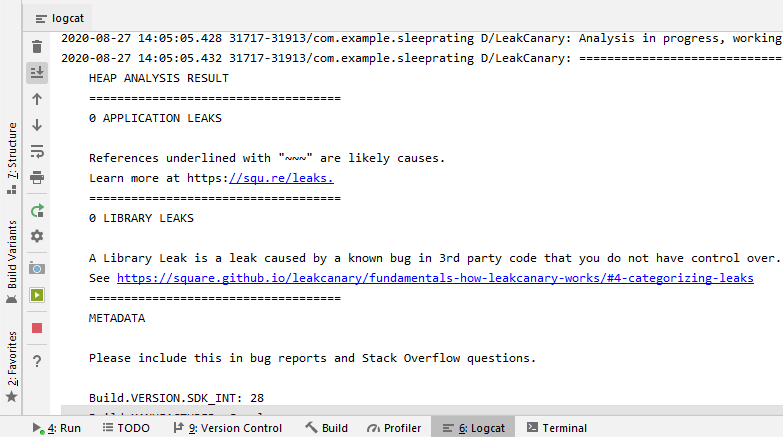 logcat
2020-08-27 14:05:05.428 31717-31913/com.example.sleeprating D/LeakCanary: Analysis in progress, working
2020-08-27 14:05:05.432 31717-31913/com.example.sleeprating D/LeakCanary: =============================
HEAP ANALYSIS RESULT
====================================
0 APPLICATION LEAKS
References underlined with "~~~" are likely causes.
Learn more at https://squ.re/leaks.
====================================
0 LIBRARY LEAKS
A Library Leak is a leak caused by a known bug in 3rd party code that you do not have control over.
See https://square.github.io/leakcanary/fundamentals-how-leakcanary-works/#4-categorizing-leaks
====================================
METADATA
Please include this in bug reports and Stack Overflow questions.
Build.VERSION.SDK_INT: 28
7: Structure
Build Variants
2: Favorites
4: Run
TODO
9: Version Control
Build
Profiler
6: Logcat
Terminal